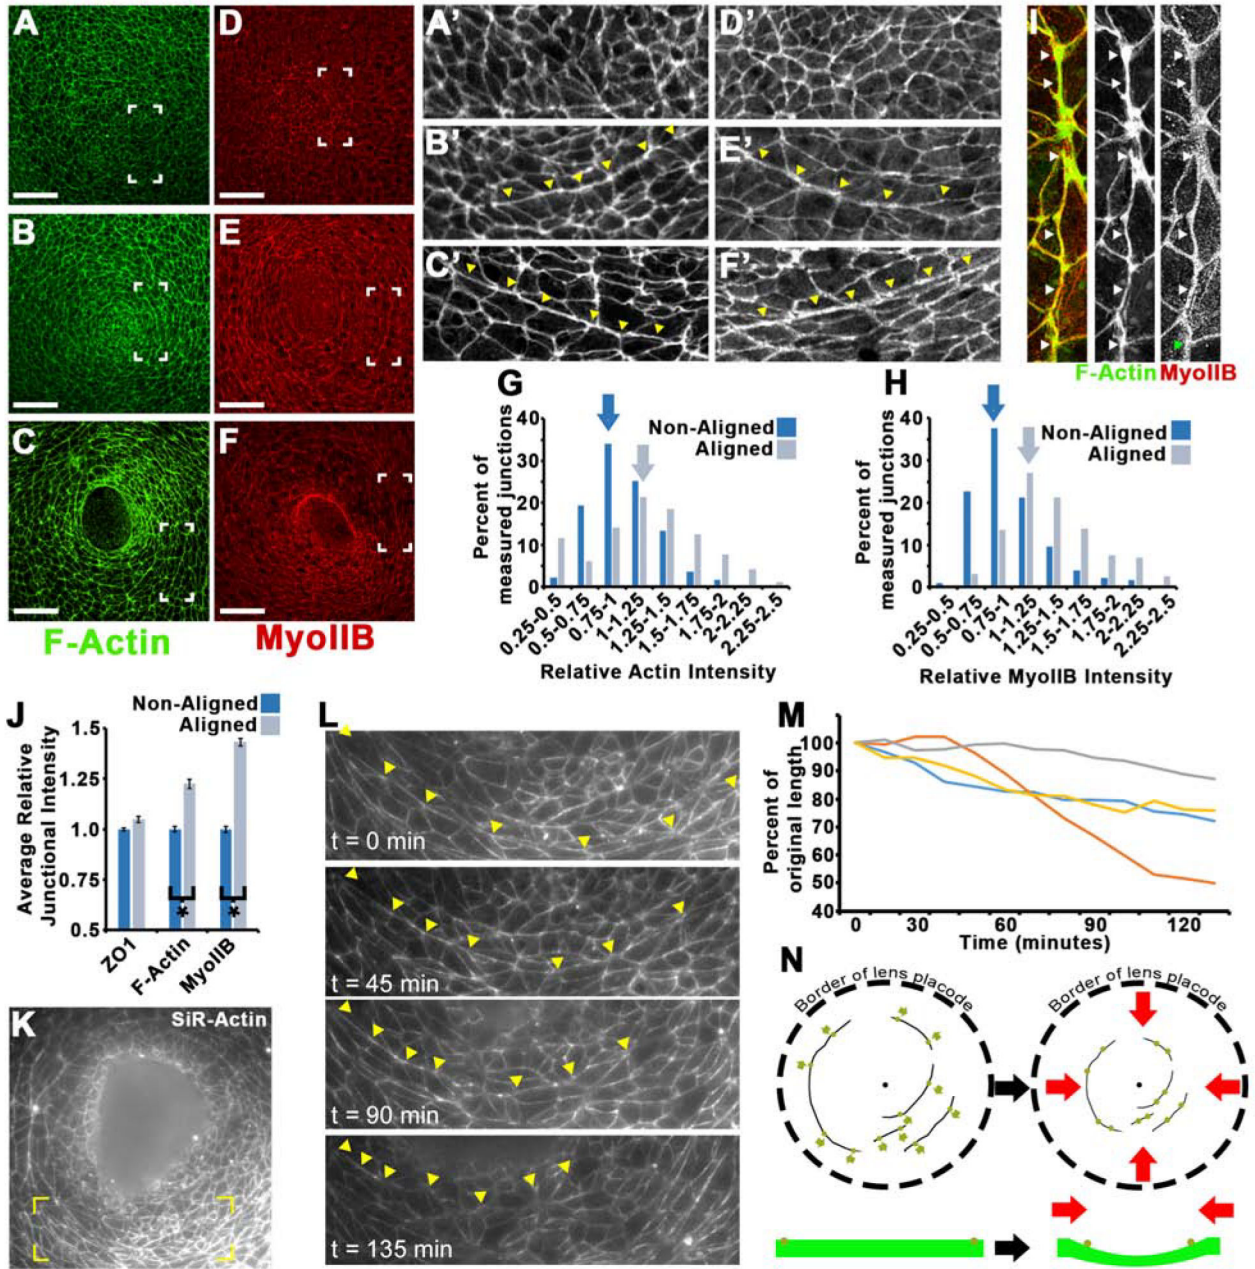 A
D
A'
D'
I
B'
E'
B
E
C'
F'
C
F
F-Actin MyoIIB
F-Actin
MyoIIB
G
Percent of
measured junctions
40
30
20
10
0
Non-Aligned
Aligned
0.25-0.5
0.5-0.75
0.75-1
1-1.25
1.25-1.5
1.5-1.75
1.75-2
2-2.25
2.25-2.5
Relative Actin Intensity
H
Percent of
measured junctions
40
30
20
10
0
Non-Aligned
Aligned
0.25-0.5
0.5-0.75
0.75-1
1-1.25
1.25-1.5
1.5-1.75
1.75-2
2-2.25
2.25-2.5
Relative MyoIIB Intensity
J
Non-Aligned
Aligned
Average Relative
Junctional Intensity
1.5
1.25
1.0
0.75
0.5
*
*
ZO1
F-Actin
MyoIIB
K
SiR-Actin
L
t = 0 min
t = 45 min
t = 90 min
t = 135 min
M
Percent of
original length
100
90
80
70
60
50
40
0 30 60 90 120
Time (minutes)
N
Border of lens placode
Border of lens placode